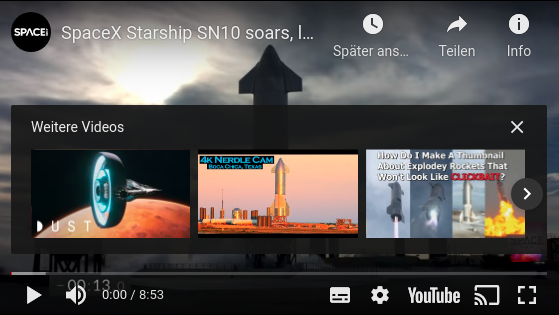 SPACE
SpaceX Starship SN10 soars, l...
Später ans...
Teilen
Info
Weitere Videos
DUST
4K NERDLE CAM
BOCA CHICA, TEXAS
How Do I Make A Thumbnail
About Explodey Rockets That
Won't Look Like CLICKBAIT?
-00:13
0:00 / 8:53
YouTube